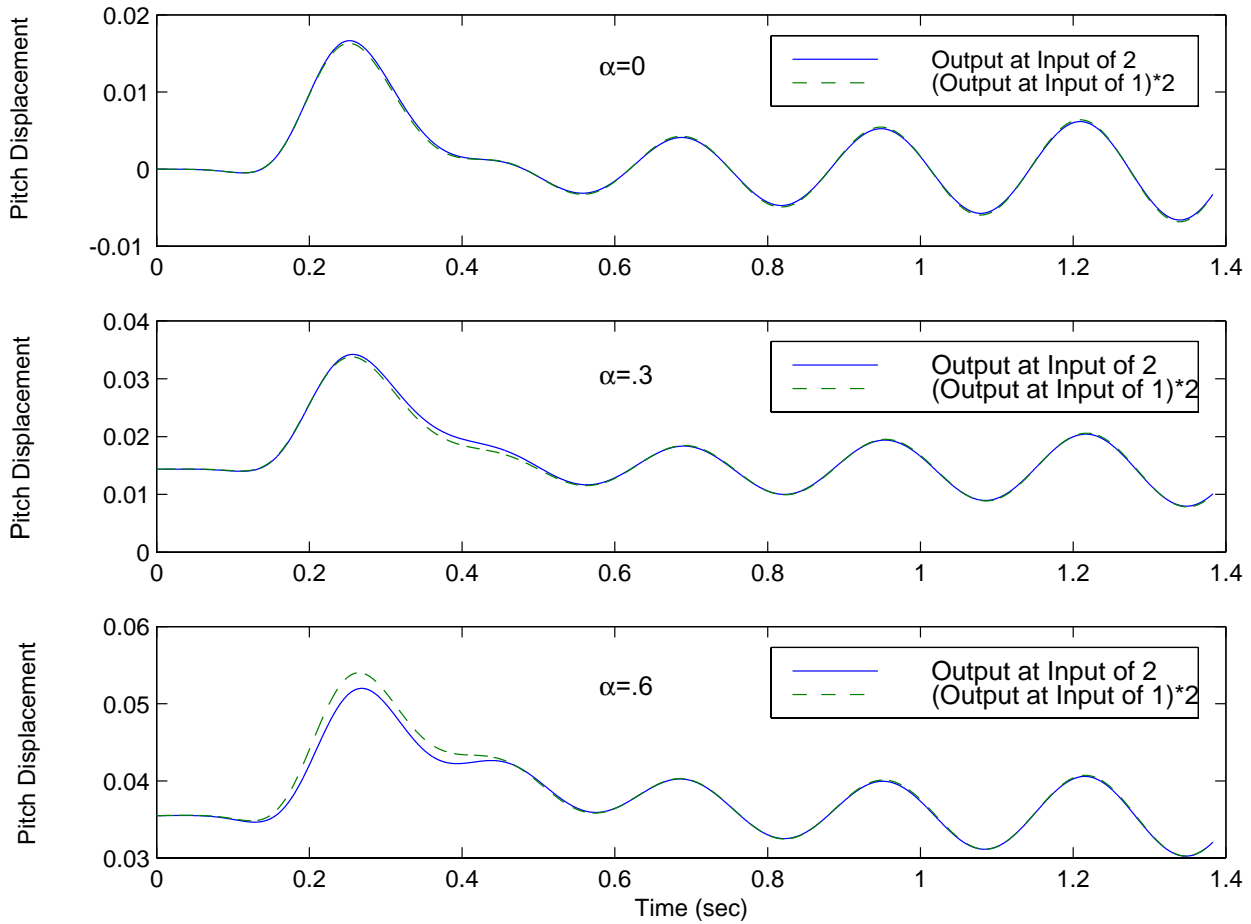 0.02
0.01
0
-0.01
Pitch Displacement
α=0
Output at Input of 2
(Output at Input of 1)*2
0 0.2 0.4 0.6 0.8 1 1.2 1.4
0.04
0.03
0.02
0.01
0
Pitch Displacement
α=.3
Output at Input of 2
(Output at Input of 1)*2
0 0.2 0.4 0.6 0.8 1 1.2 1.4
0.06
0.05
0.04
0.03
Pitch Displacement
α=.6
Output at Input of 2
(Output at Input of 1)*2
0 0.2 0.4 0.6 0.8 1 1.2 1.4
Time (sec)